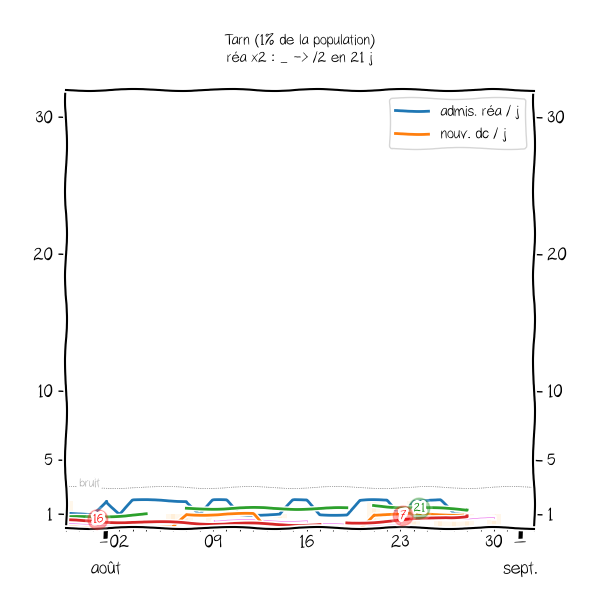 Tarn (1% de la population)
réa x2 : _ -> /2 en 21 j
admis. réa / j
nouv. dc / j
30
30
20
20
10
10
5
5
bruit
1
1
16
7
21
02
09
16
23
30
août
sept.